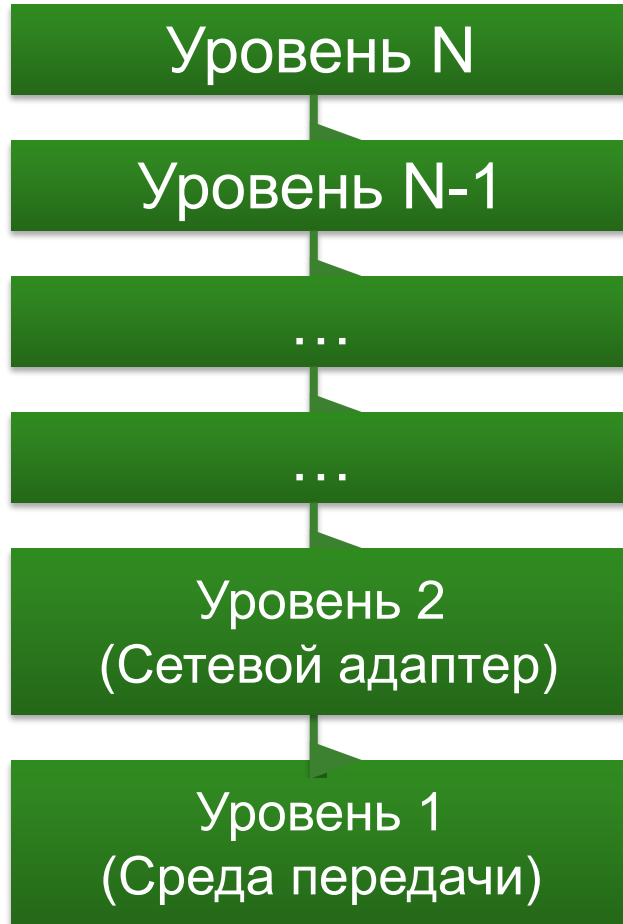 Уровень N
Уровень N-1
…
…
Уровень 2
(Сетевой адаптер)
Уровень 1
(Среда передачи)